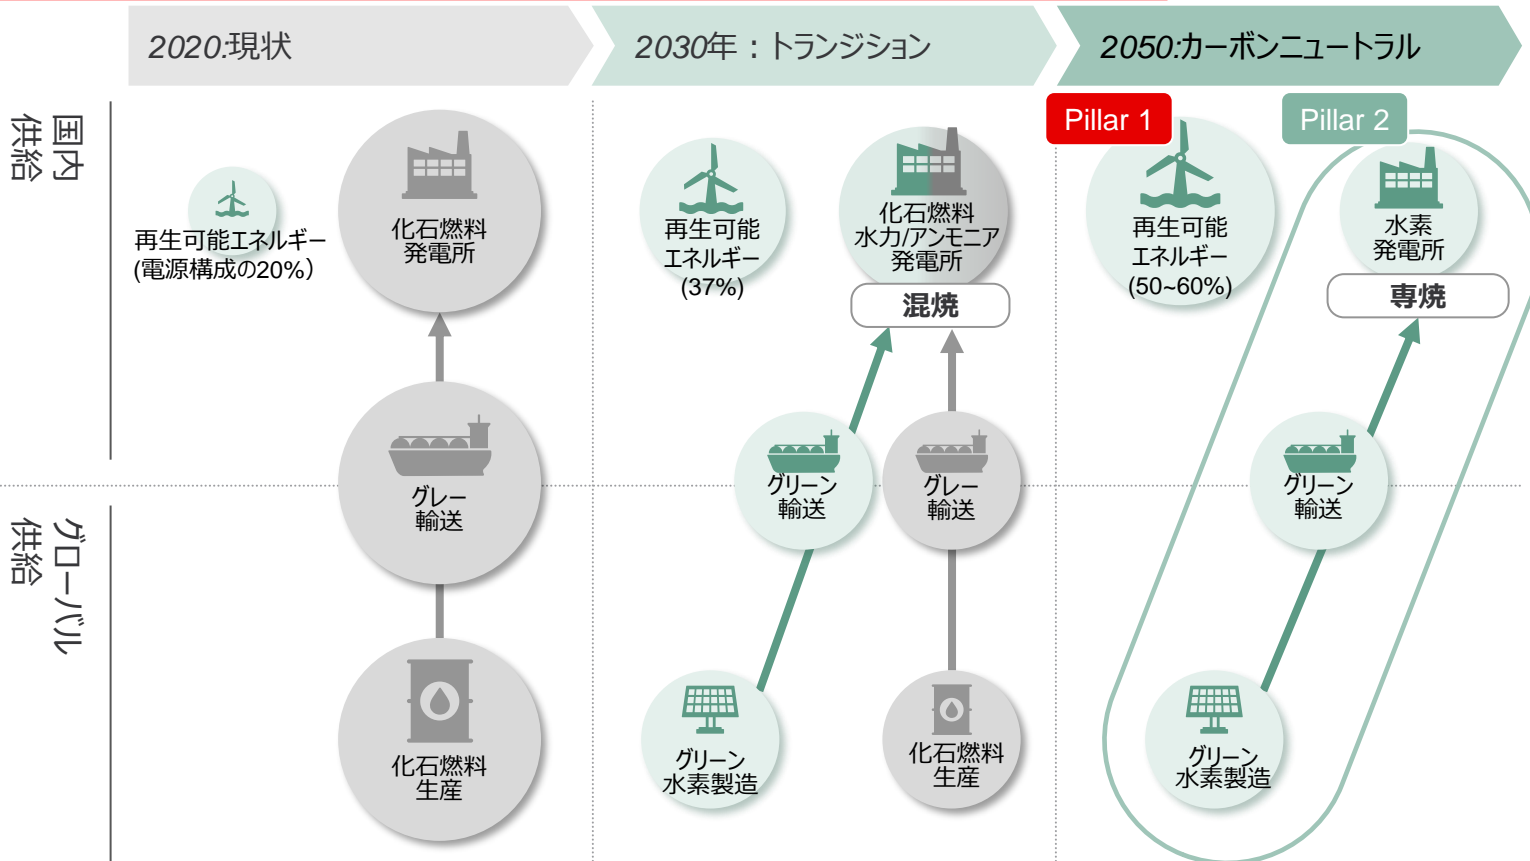 2020:現状
2030年：トランジション
2050:カーボンニュートラル
国内
供給
再生可能エネルギー
(電源構成の20%）
化石燃料
発電所
再生可能
エネルギー
(37%)
化石燃料
水力/アンモニア
発電所
混焼
Pillar 1
再生可能
エネルギー
(50~60%)
Pillar 2
水素
発電所
専焼
グレー
輸送
グリーン
輸送
グレー
輸送
グリーン
輸送
グローバル
供給
化石燃料
生産
グリーン
水素製造
化石燃料
生産
グリーン
水素製造